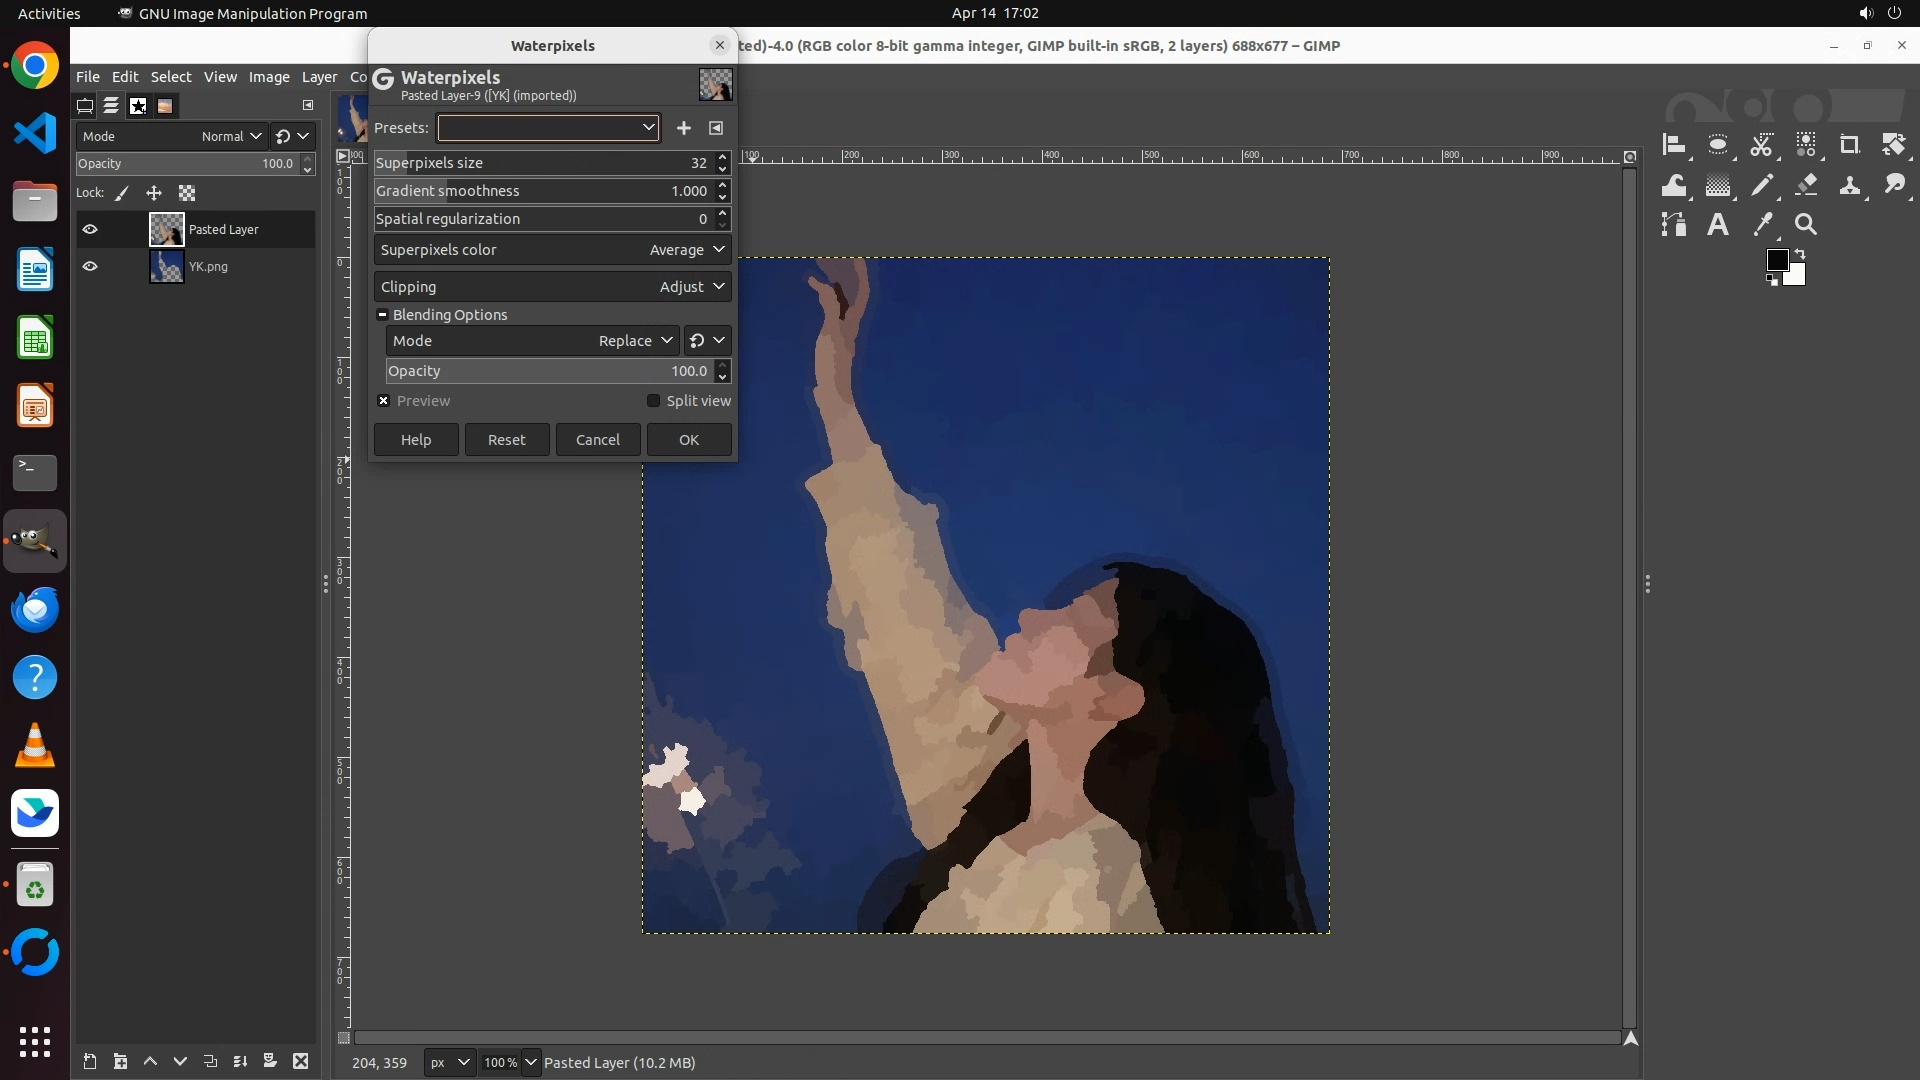 Activities
GNU Image Manipulation Program
Apr 14 17:02
ted)-4.0 (RGB color 8-bit gamma integer, GIMP built-in sRGB, 2 layers) 688x677 – GIMP
File Edit Select View Image Layer Co
Mode Normal
Opacity 100.0
Lock:
Pasted Layer
YK.png
Waterpixels
Waterpixels
Pasted Layer-9 ([YK] (imported))
Presets:
Superpixels size 32
Gradient smoothness 1.000
Spatial regularization 0
Superpixels color Average
Clipping Adjust
Blending Options
Mode Replace
Opacity 100.0
Preview Split view
Help Reset Cancel OK
100 200 300 400 500 600 700 800 900
204, 359 px 100 % Pasted Layer (10.2 MB)